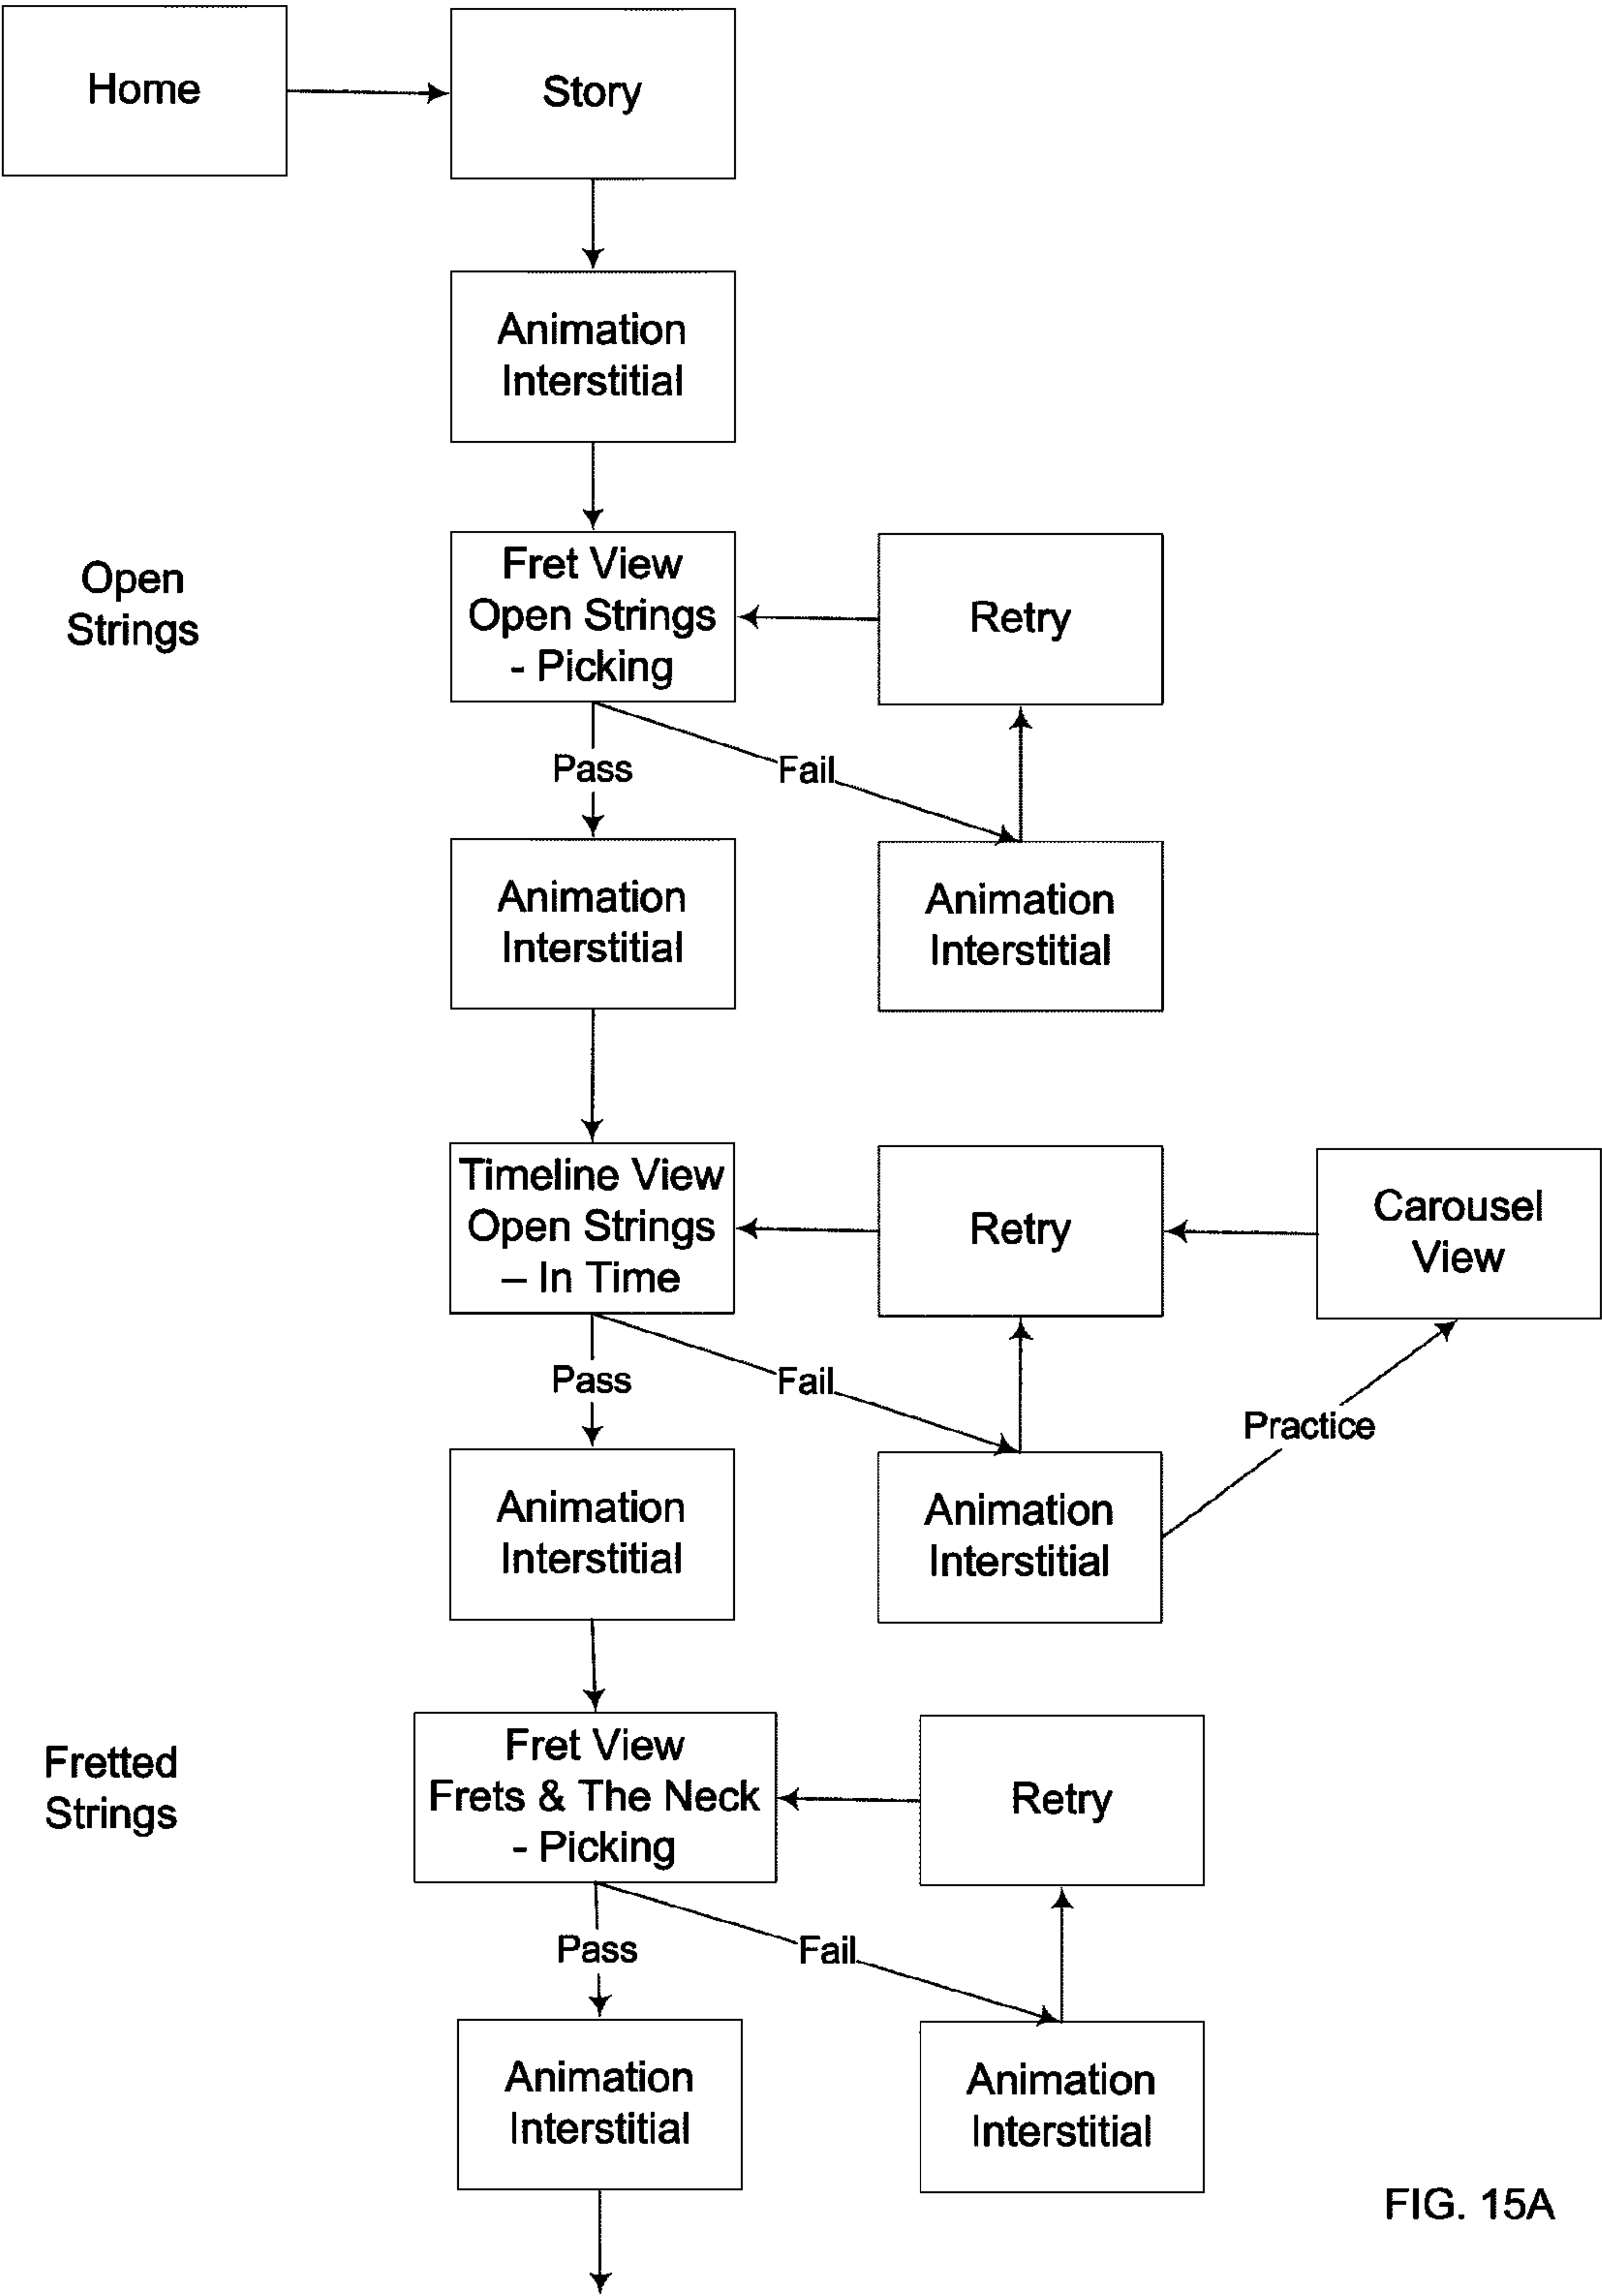 Home
Story
Animation
Interstitial
Open
Strings
Fret View
Open Strings
- Picking
Retry
Pass
Fail
Animation
Interstitial
Animation
Interstitial
Timeline View
Open Strings
– In Time
Retry
Carousel
View
Pass
Fail
Practice
Animation
Interstitial
Animation
Interstitial
Fretted
Strings
Fret View
Frets & The Neck
- Picking
Retry
Pass
Fail
Animation
Interstitial
Animation
Interstitial
FIG. 15A